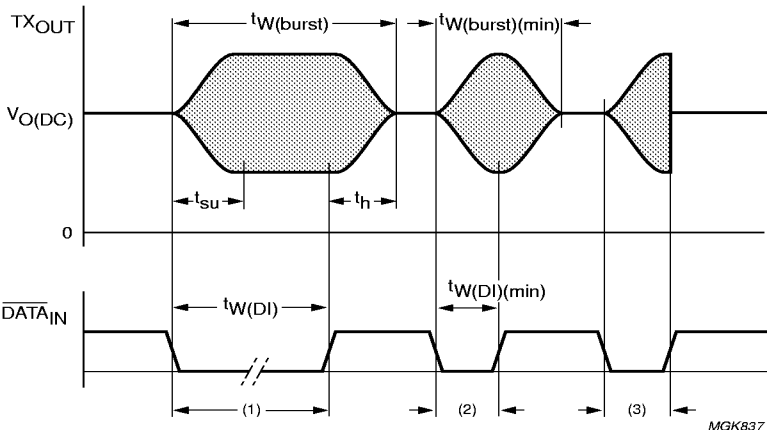 TXOUT
tW(burst)
tW(burst)(min)
VO(DC)
tsu
th
0
DATAIN
tW(DI)
tW(DI)(min)
(1)
(2)
(3)
MGK837